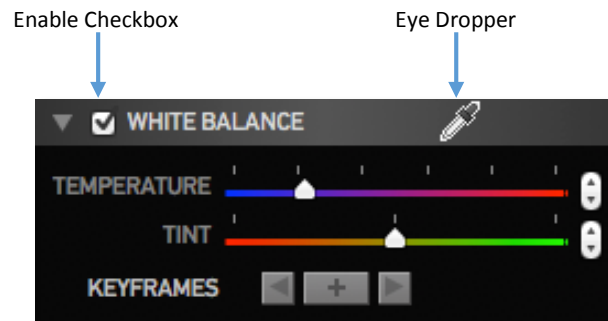 Enable Checkbox Eye Dropper
WHITE BALANCE
TEMPERATURE
TINT
KEYFRAMES